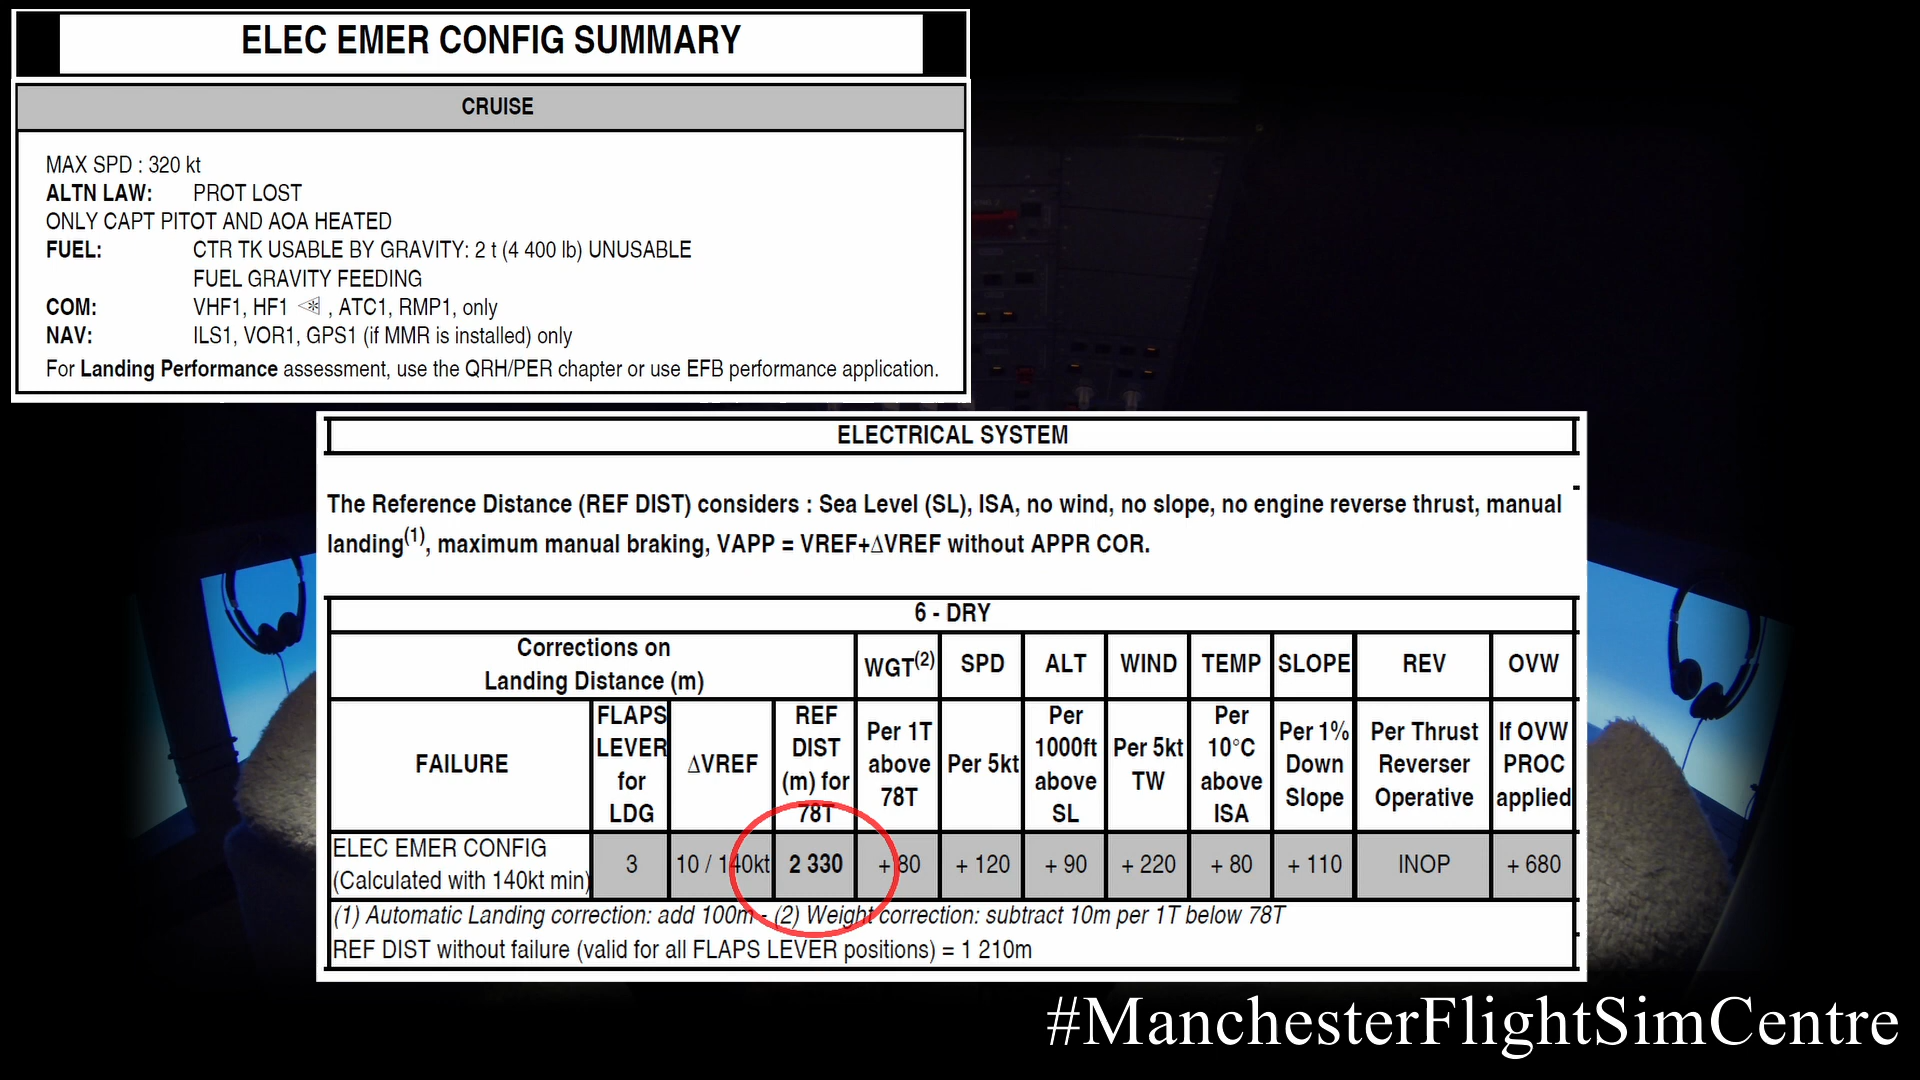 ELEC EMER CONFIG SUMMARY
CRUISE
MAX SPD : 320 kt
ALTN LAW: PROT LOST
ONLY CAPT PITOT AND AOA HEATED
FUEL: CTR TK USABLE BY GRAVITY: 2 t (4 400 lb) UNUSABLE
FUEL GRAVITY FEEDING
COM: VHF1, HF1 , ATC1, RMP1, only
NAV: ILS1, VOR1, GPS1 (if MMR is installed) only
For Landing Performance assessment, use the QRH/PER chapter or use EFB performance application.
ELECTRICAL SYSTEM
The Reference Distance (REF DIST) considers : Sea Level (SL), ISA, no wind, no slope, no engine reverse thrust, manual
landing(1), maximum manual braking, VAPP = VREF+ΔVREF without APPR COR.
6 - DRY
Corrections on
Landing Distance (m)
WGT(2) SPD ALT WIND TEMP SLOPE REV OVW
FAILURE
FLAPS
LEVER
for
LDG
ΔVREF
REF
DIST
(m) for
78T
Per 1T
above
78T
Per 5kt
Per
1000ft
above
SL
Per 5kt
TW
Per
10°C
above
ISA
Per 1%
Down
Slope
Per Thrust
Reverser
Operative
If OVW
PROC
applied
ELEC EMER CONFIG
(Calculated with 140kt min)
3 10 / 140kt 2 330 + 80 + 120 + 90 + 220 + 80 + 110 INOP + 680
(1) Automatic Landing correction: add 100m - (2) Weight correction: subtract 10m per 1T below 78T
REF DIST without failure (valid for all FLAPS LEVER positions) = 1 210m
#ManchesterFlightSimCentre